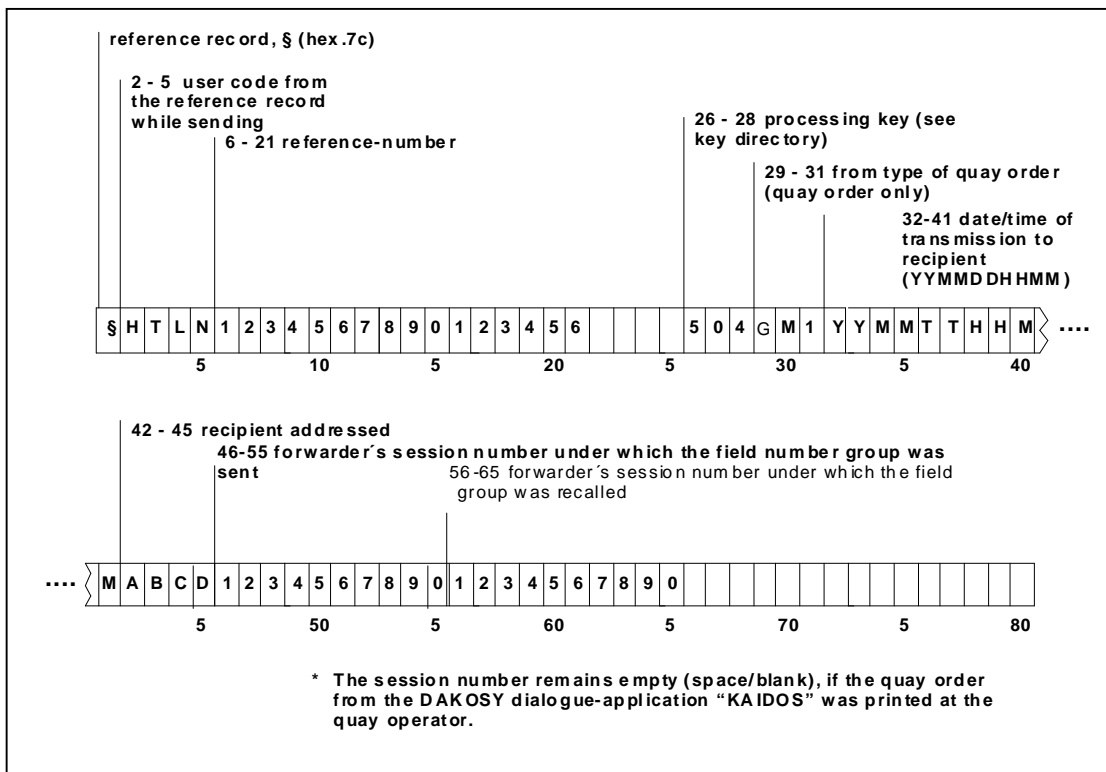 reference record, § (hex.7c)
2 - 5 user code from
the reference record
while sending
6 - 21 reference-number
26 - 28 processing key (see
key directory)
29 - 31 from type of quay order
(quay order only)
32-41 date/time of
transmission to
recipient
(YYMMDDHHMM)
§ H T L N 1 2 3 4 5 6 7 8 9 0 1 2 3 4 5 6 5 0 4 G M 1 Y Y M M T T H H M ....
5 10 5 20 5 30 5 40
42 - 45 recipient addressed
46-55 forwarder´s session number under which the field number group was
sent
56-65 forwarder´s session number under which the field
group was recalled
.... M A B C D 1 2 3 4 5 6 7 8 9 0 1 2 3 4 5 6 7 8 9 0
5 50 5 60 5 70 5 80
* The session number remains empty (space/blank), if the quay order
from the DAKOSY dialogue-application “KAIDOS” was printed at the
quay operator.